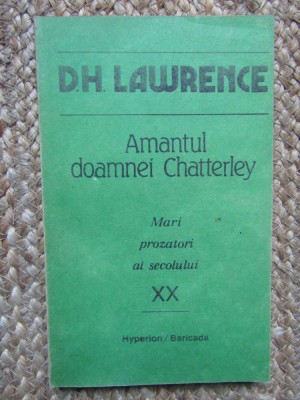 D.H. LAWRENCE
Amantul
doamnei Chatterley
Mari
prozatori
ai secolului
XX
Hyperion/Baricada